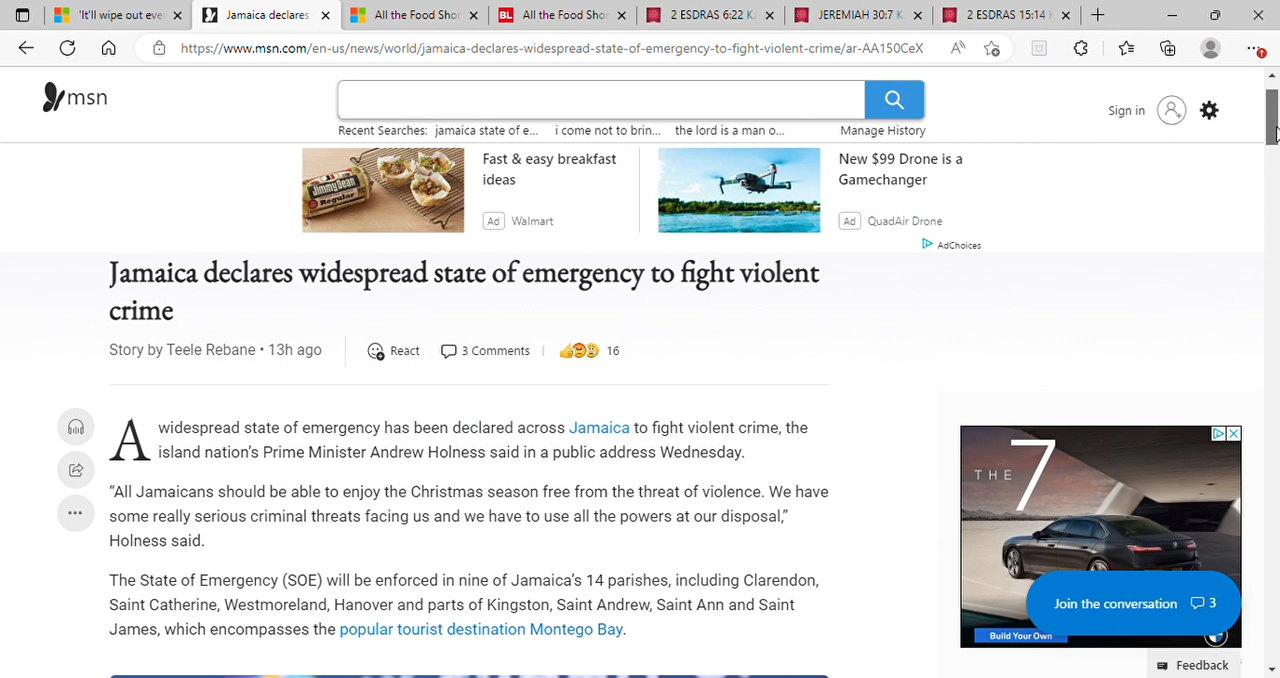 'It'll wipe out eve
Jamaica declares
All the Food Shor
BL All the Food Shor
2 ESDRAS 6:22 K
JEREMIAH 30:7 K
2 ESDRAS 15:14 K
https://www.msn.com/en-us/news/world/jamaica-declares-widespread-state-of-emergency-to-fight-violent-crime/ar-AA150CeX
msn
Sign in
Recent Searches: jamaica state of e... i come not to brin... the lord is a man o... Manage History
Fast & easy breakfast
ideas
Ad Walmart
Jimmy Dean
Regular
New $99 Drone is a
Gamechanger
Ad QuadAir Drone
AdChoices
Jamaica declares widespread state of emergency to fight violent
crime
Story by Teele Rebane • 13h ago
React
3 Comments
16
A widespread state of emergency has been declared across Jamaica to fight violent crime, the
island nation's Prime Minister Andrew Holness said in a public address Wednesday.
“All Jamaicans should be able to enjoy the Christmas season free from the threat of violence. We have
some really serious criminal threats facing us and we have to use all the powers at our disposal,”
Holness said.
The State of Emergency (SOE) will be enforced in nine of Jamaica's 14 parishes, including Clarendon,
Saint Catherine, Westmoreland, Hanover and parts of Kingston, Saint Andrew, Saint Ann and Saint
James, which encompasses the popular tourist destination Montego Bay.
THE 7
Join the conversation 3
Build Your Own
Feedback